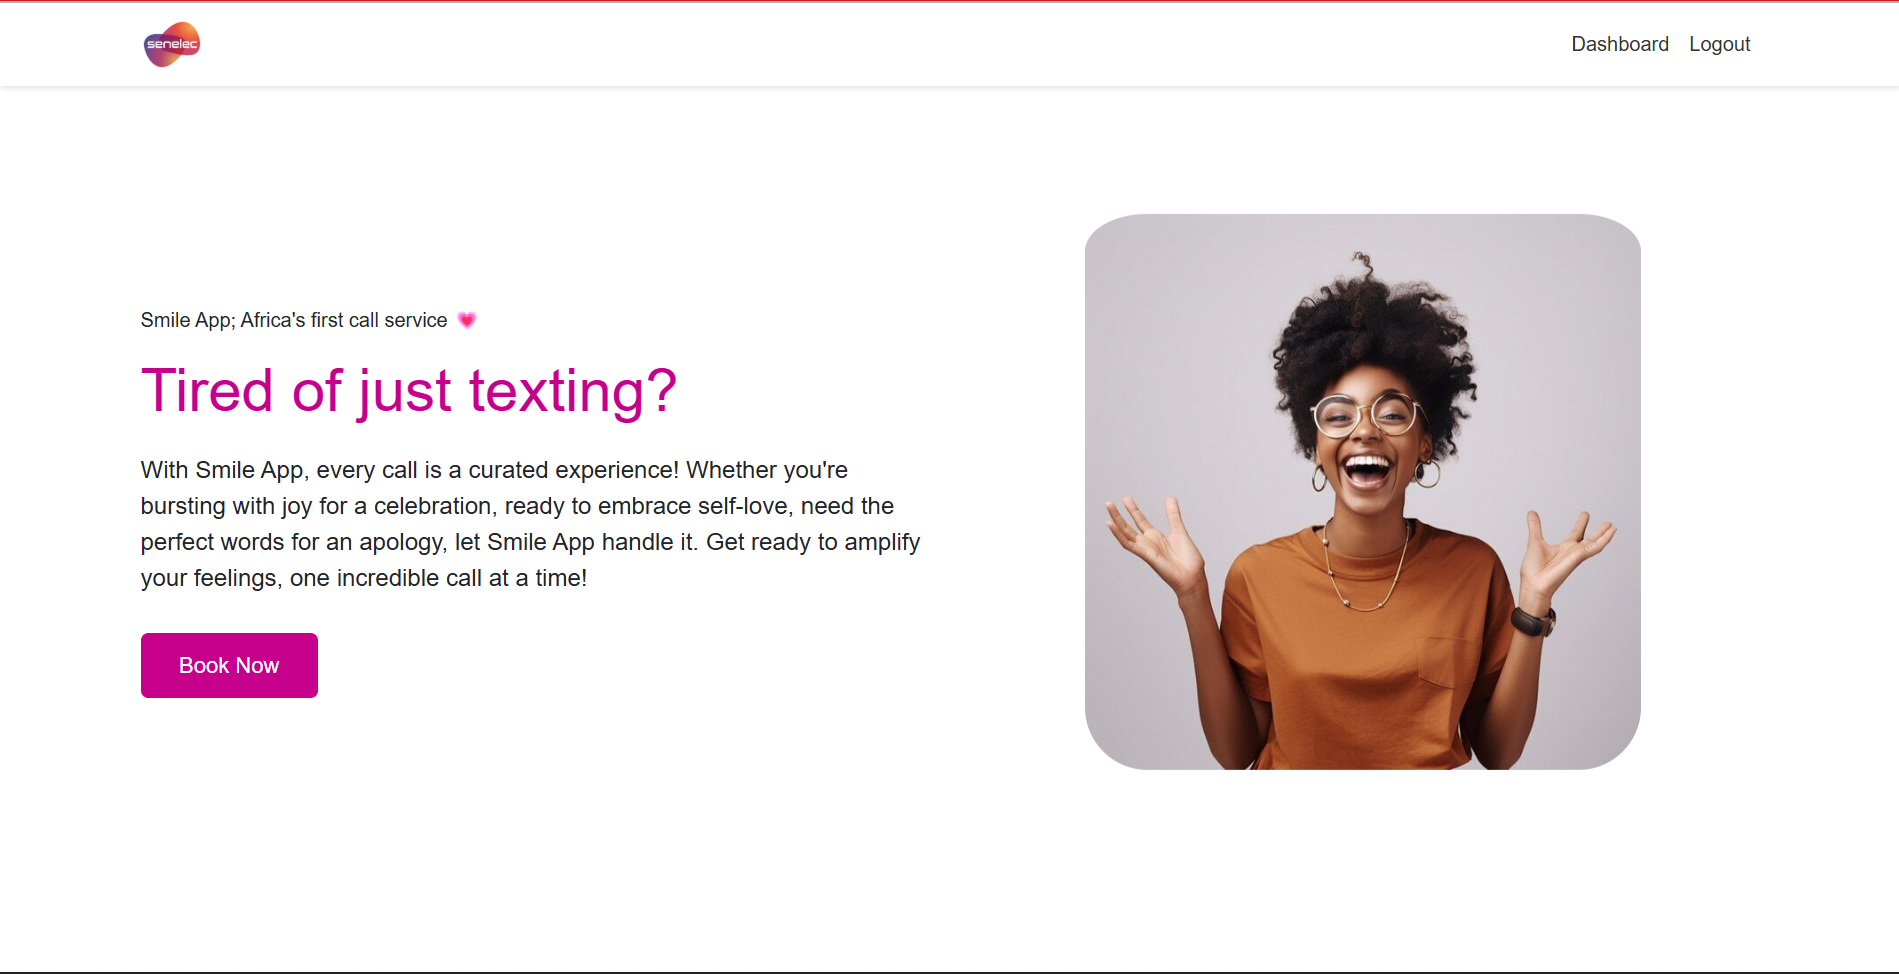 senelec
Dashboard Logout
Smile App; Africa's first call service 💗
Tired of just texting?
With Smile App, every call is a curated experience! Whether you're
bursting with joy for a celebration, ready to embrace self-love, need the
perfect words for an apology, let Smile App handle it. Get ready to amplify
your feelings, one incredible call at a time!
Book Now